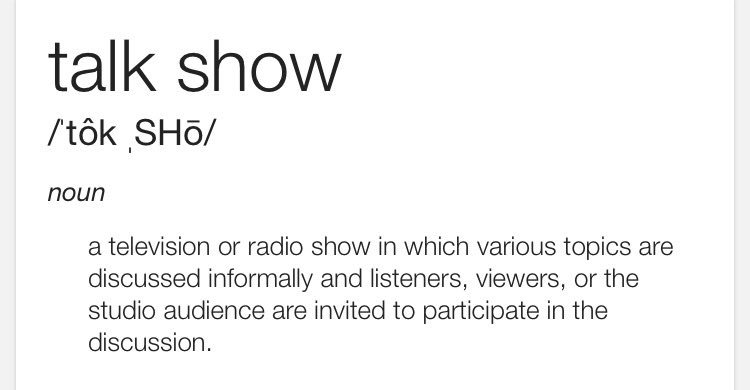 talk show
/ˈtôk ˌSHō/
noun
a television or radio show in which various topics are
discussed informally and listeners, viewers, or the
studio audience are invited to participate in the
discussion.